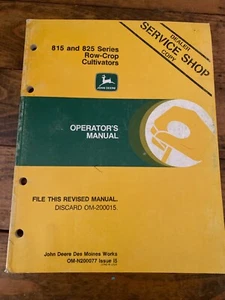 815 and 825 Series
Row-Crop
Cultivators
DEALER
SERVICE SHOP
COPY
JOHN DEERE
OPERATOR'S
MANUAL
FILE THIS REVISED MANUAL.
DISCARD OM-200015.
John Deere Des Moines Works
OM-N200077 Issue I5